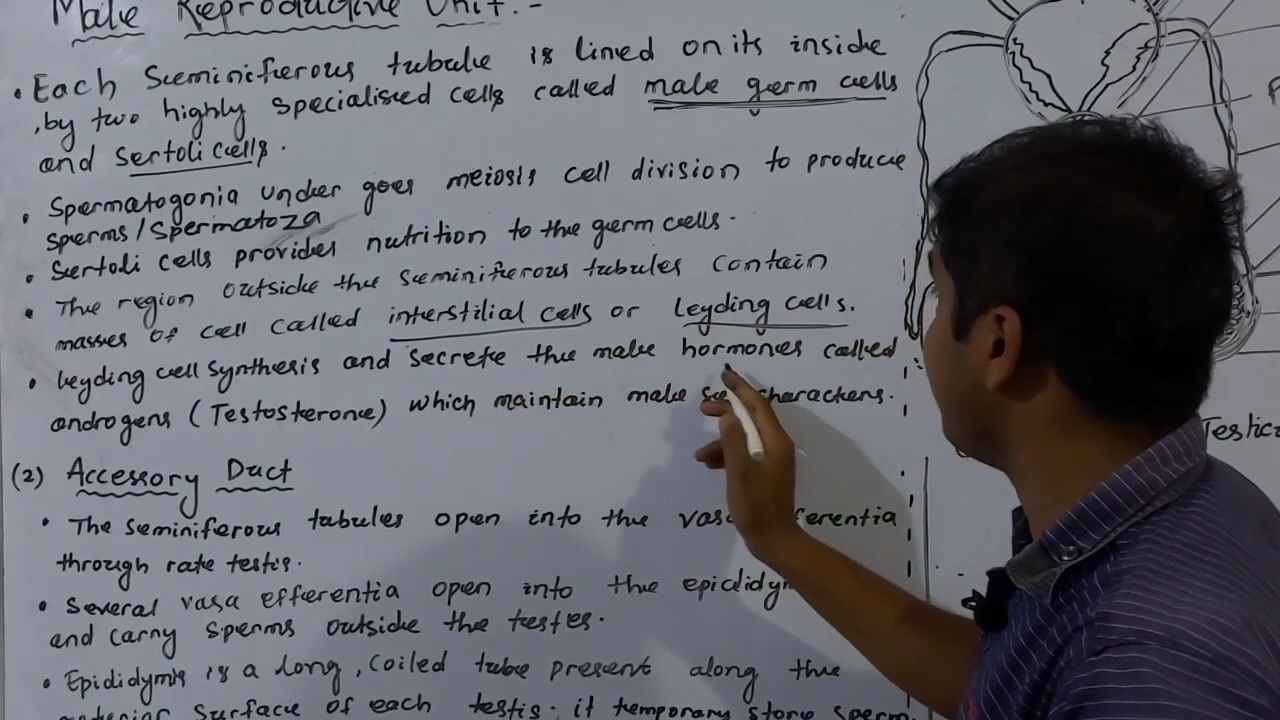 Male Reproductive Unit:-
• Each Seminiferous tubule is lined on its inside
, by two highly specialised cells called male germ cells
and Sertoli cells.
• Spermatogonia under goes meiosis cell division to produce
sperms/Spermatoza
• Sertoli cells provides nutrition to the germ cells.
• The region outside the seminiferous tubules contain
masses of cell called interstilial cells or leyding cells.
• leyding cell synthesis and secrete the male hormones called
androgens (Testosterone) which maintain male characters.
(2) Accessory Duct
• The seminiferous tubules open into the vasa erentia
through rate testis.
• Several vasa efferentia open into the epididy
and carry sperms outside the testes.
• Epididymis is a long, coiled tube present along the
surface of each testis. it temporary store sperm.
Testic